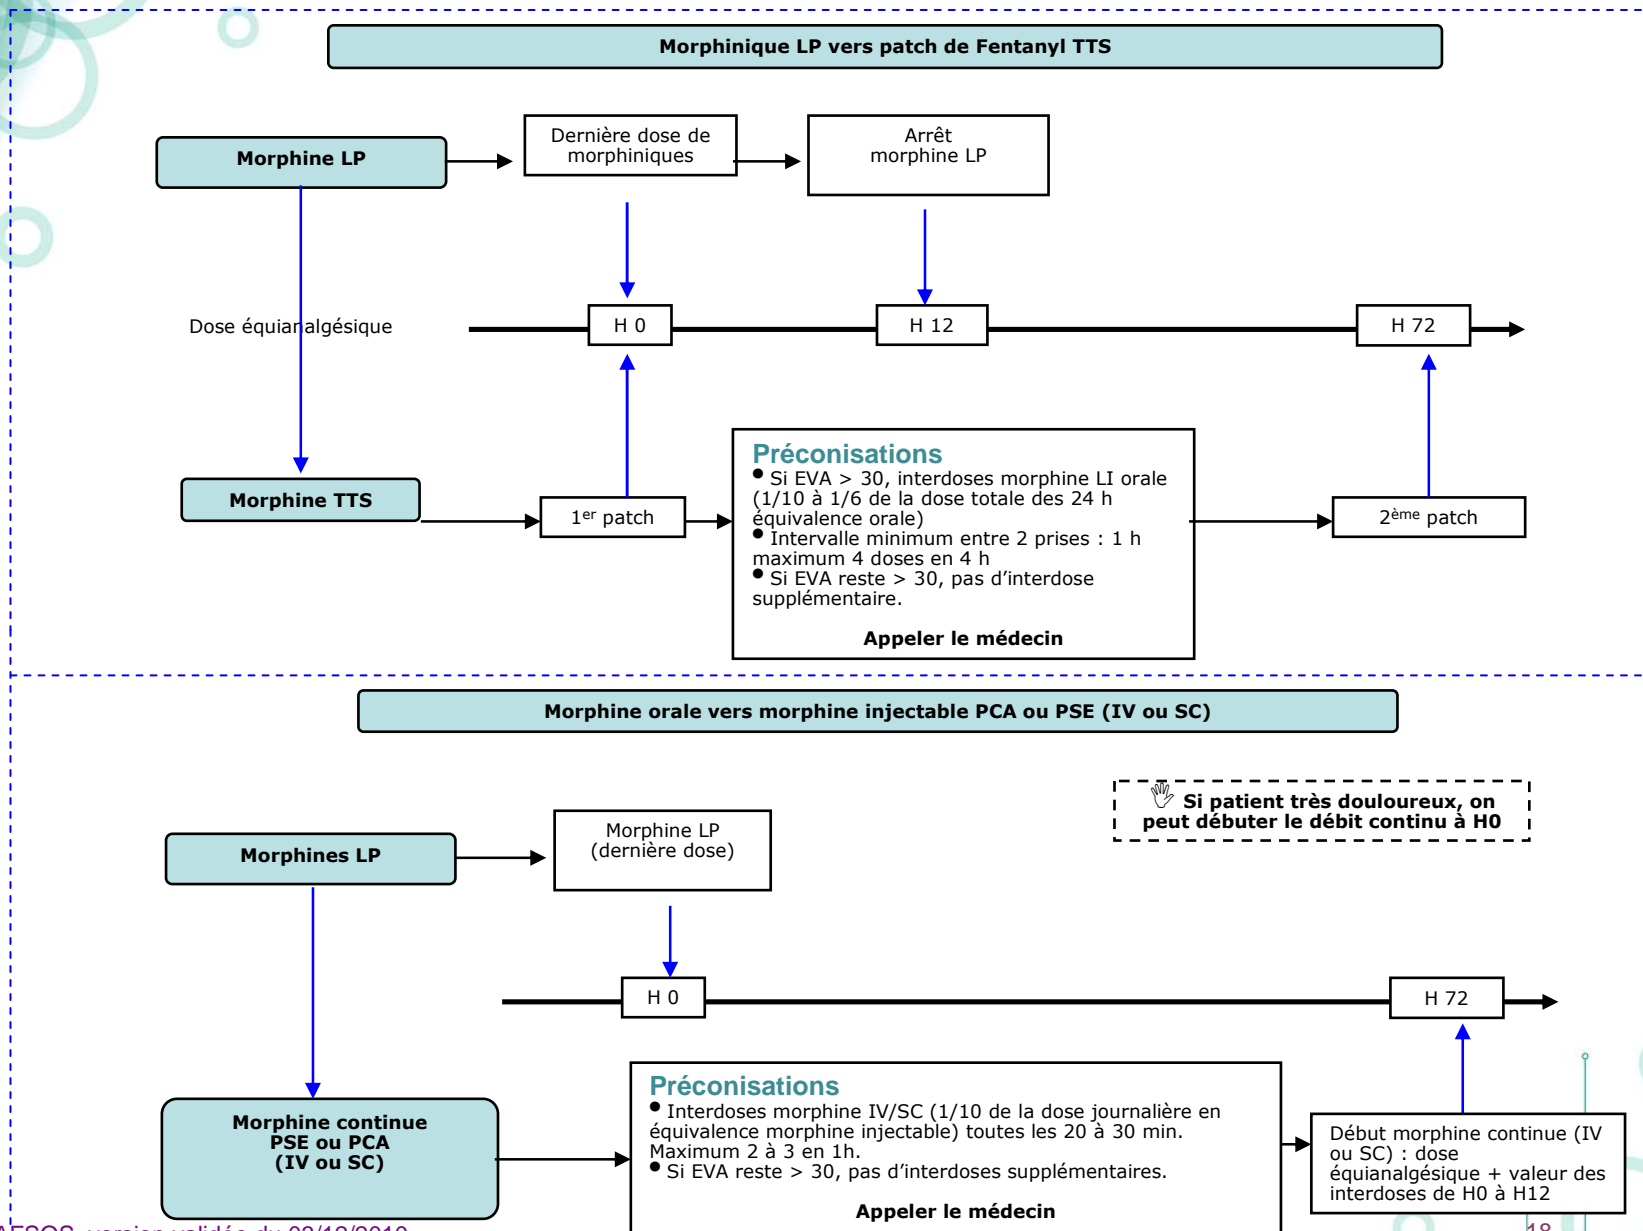 Morphinique LP vers patch de Fentanyl TTS
Morphine LP
Dernière dose de
morphiniques
Arrêt
morphine LP
Dose équianalgésique
H 0
H 12
H 72
Morphine TTS
1er patch
Préconisations
• Si EVA > 30, interdoses morphine LI orale
(1/10 à 1/6 de la dose totale des 24 h
équivalence orale)
• Intervalle minimum entre 2 prises : 1 h
maximum 4 doses en 4 h
• Si EVA reste > 30, pas d’interdose
supplémentaire.
Appeler le médecin
2ème patch
Morphine orale vers morphine injectable PCA ou PSE (IV ou SC)
Si patient très douloureux, on
peut débuter le débit continu à H0
Morphines LP
Morphine LP
(dernière dose)
H 0
H 72
Morphine continue
PSE ou PCA
(IV ou SC)
Préconisations
• Interdoses morphine IV/SC (1/10 de la dose journalière en
équivalence morphine injectable) toutes les 20 à 30 min.
Maximum 2 à 3 en 1h.
• Si EVA reste > 30, pas d’interdoses supplémentaires.
Appeler le médecin
Début morphine continue (IV
ou SC) : dose
équianalgésique + valeur des
interdoses de H0 à H12
version validée du 03/12/2010
18